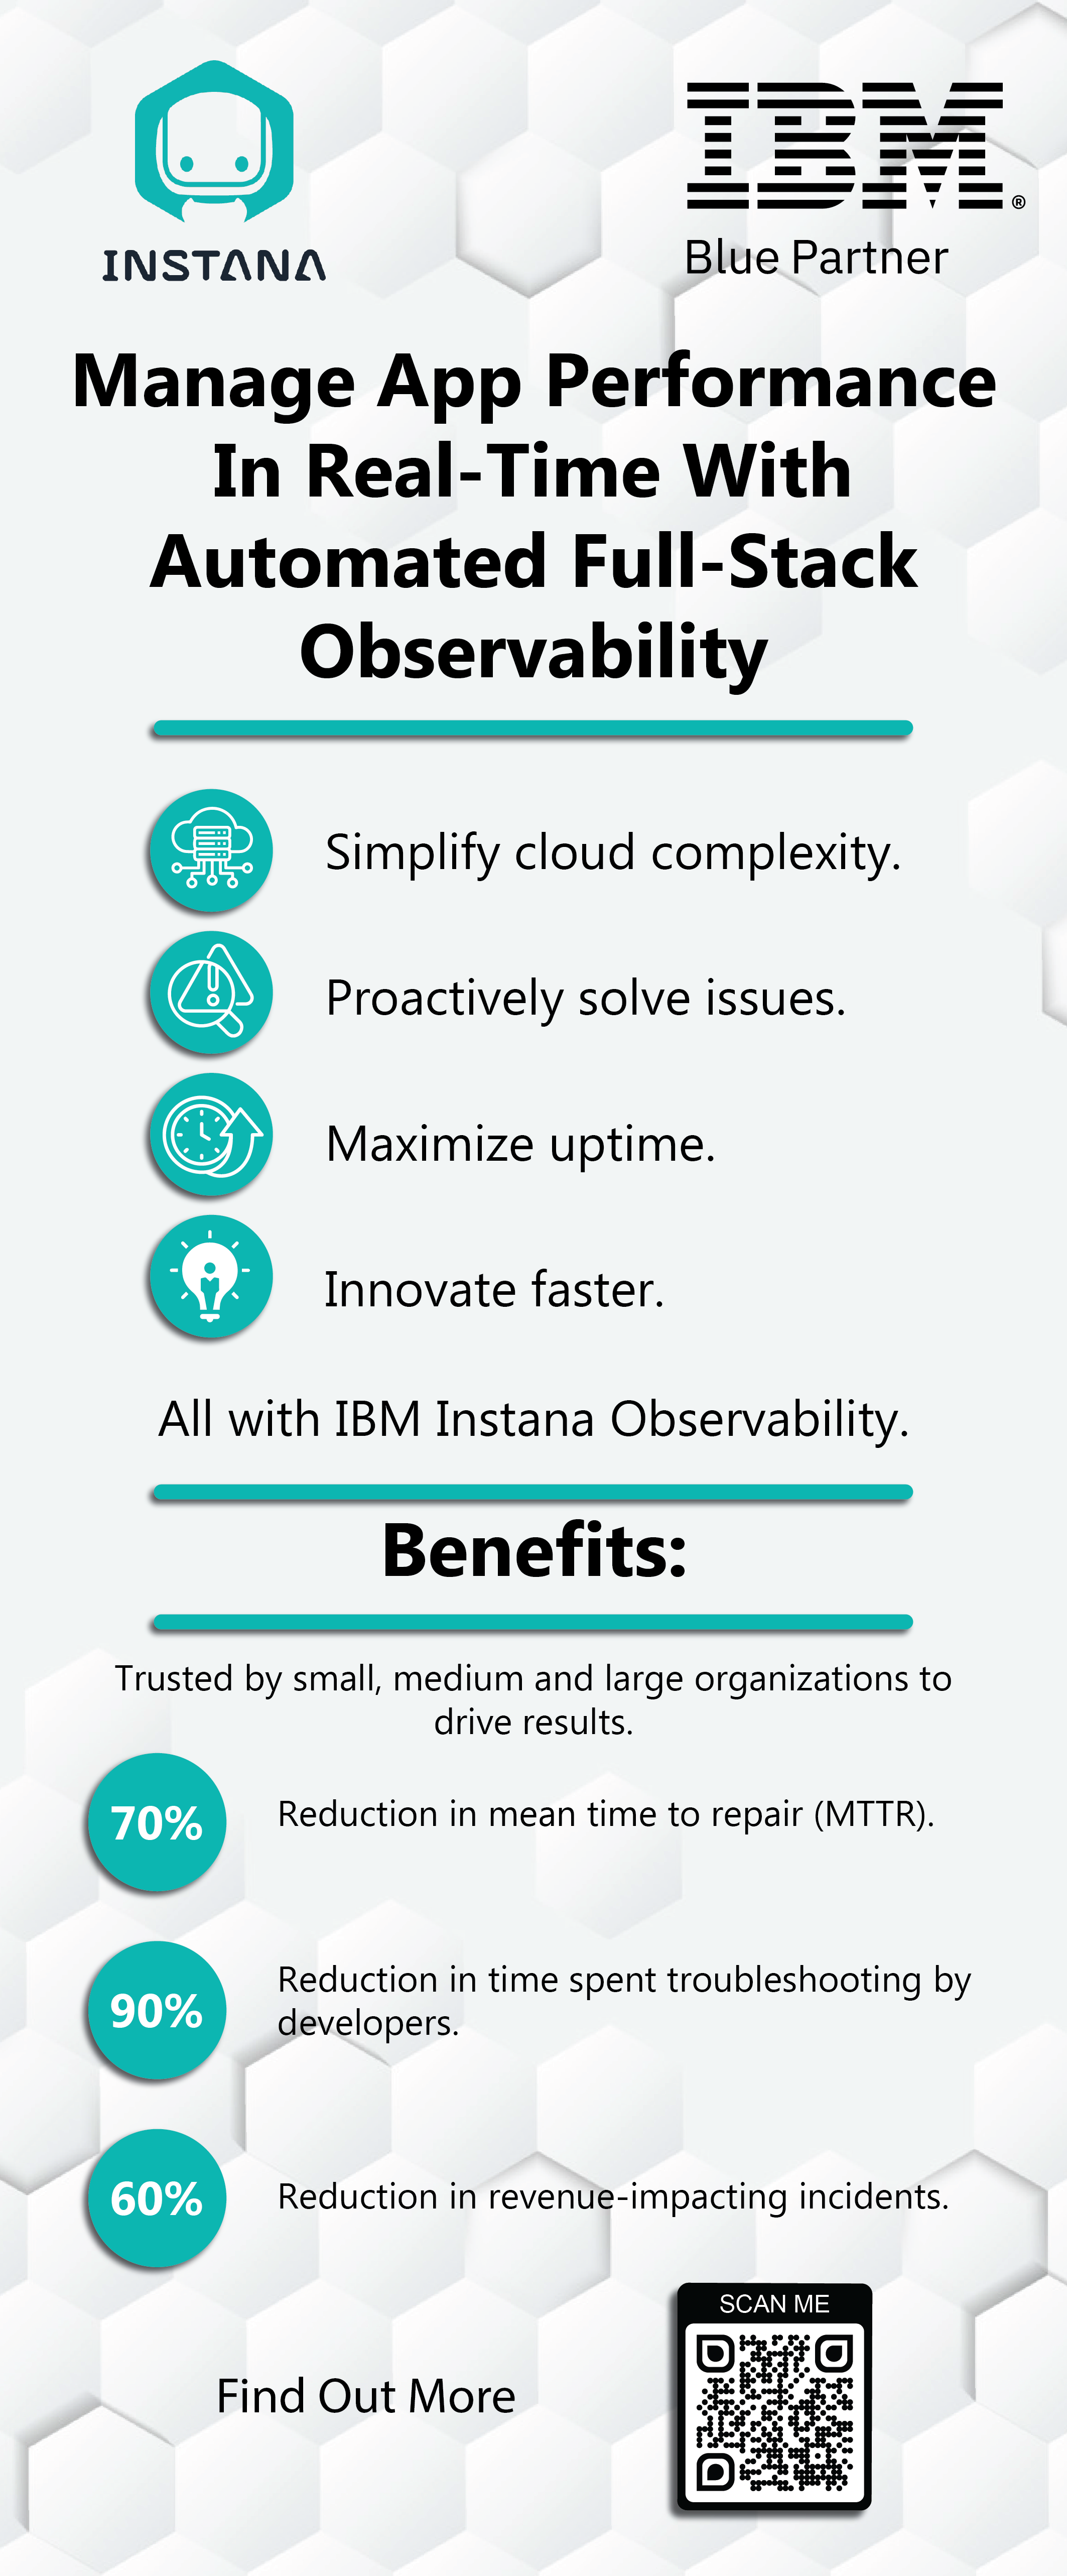 INSTANA
IBM®
Blue Partner
Manage App Performance
In Real-Time With
Automated Full-Stack
Observability
Simplify cloud complexity.
Proactively solve issues.
Maximize uptime.
Innovate faster.
All with IBM Instana Observability.
Benefits:
Trusted by small, medium and large organizations to
drive results.
70%
Reduction in mean time to repair (MTTR).
90%
Reduction in time spent troubleshooting by
developers.
60%
Reduction in revenue-impacting incidents.
SCAN ME
Find Out More